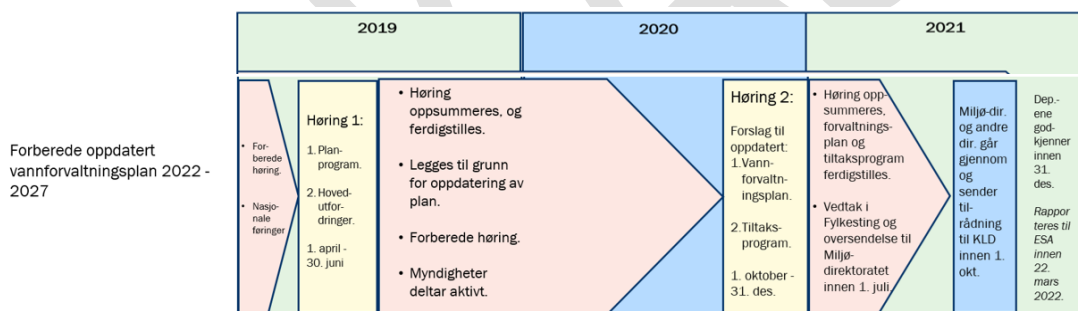 2019
2020
2021
Forberede oppdatert
vannforvaltningsplan 2022 -
2027
• For-
berede
høring.
• Nasjo-
nale
føringer
Høring 1:
1. Plan-
program.
2. Hoved-
utfor-
dringer.
1. april -
30. juni
• Høring
oppsummeres, og
ferdigstilles.
• Legges til grunn
for oppdatering av
plan.
• Forberede høring.
• Myndigheter
deltar aktivt.
Høring 2:
Forslag til
oppdatert:
1.Vann-
forvalt-
ningsplan.
2.Tiltaks-
program.
1. oktober -
31. des.
• Høring opp-
summeres,
forvaltnings-
plan og
tiltaksprogram
ferdigstilles.
• Vedtak i
Fylkesting og
oversendelse til
Miljø-
direktoratet
innen 1. juli.
Miljø-dir.
og andre
dir. går
gjennom
og
sender
til-
rådning
til KLD
innen 1.
okt.
Dep.-
ene
god-
kjenner
innen
31.
des.
Rappor
teres til
ESA
innen
22.
mars
2022.